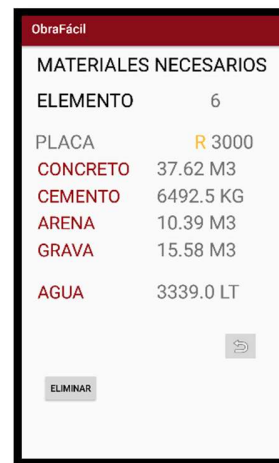 ObraFácil
MATERIALES NECESARIOS
ELEMENTO 6
PLACA R 3000
CONCRETO 37.62 M3
CEMENTO 6492.5 KG
ARENA 10.39 M3
GRAVA 15.58 M3
AGUA 3339.0 LT
ELIMINAR